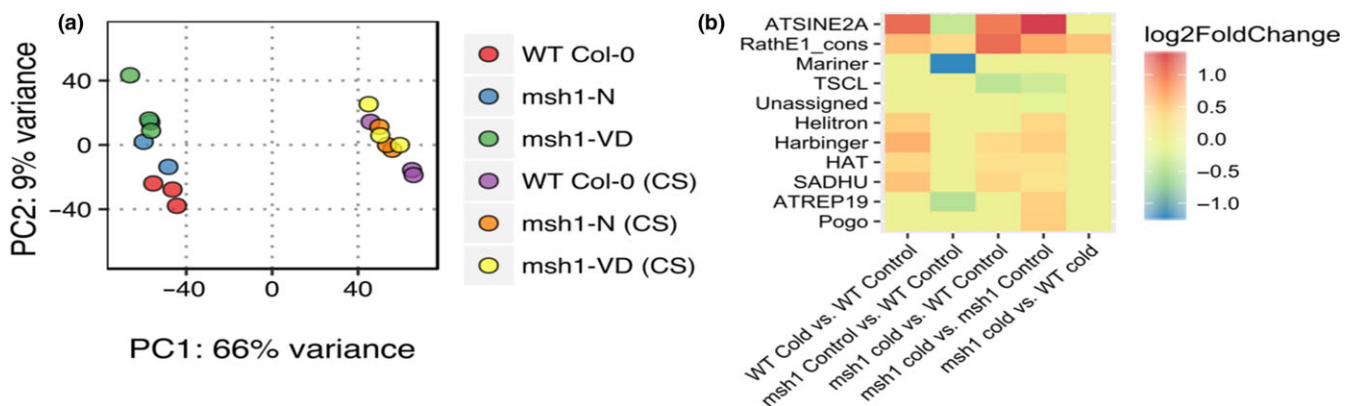 (a)
PC2: 9% variance
40
0
−40
−40
0
40
PC1: 66% variance
WT Col-0
msh1-N
msh1-VD
WT Col-0 (CS)
msh1-N (CS)
msh1-VD (CS)
(b)
ATSINE2A
RathE1_cons
Mariner
TSCL
Unassigned
Helitron
Harbinger
HAT
SADHU
ATREP19
Pogo
WT Cold vs. WT Control
msh1 Control vs. WT Control
msh1 cold vs. WT Control
msh1 cold vs. msh1 Control
msh1 cold vs. WT cold
log2FoldChange
1.0
0.5
0.0
−0.5
−1.0